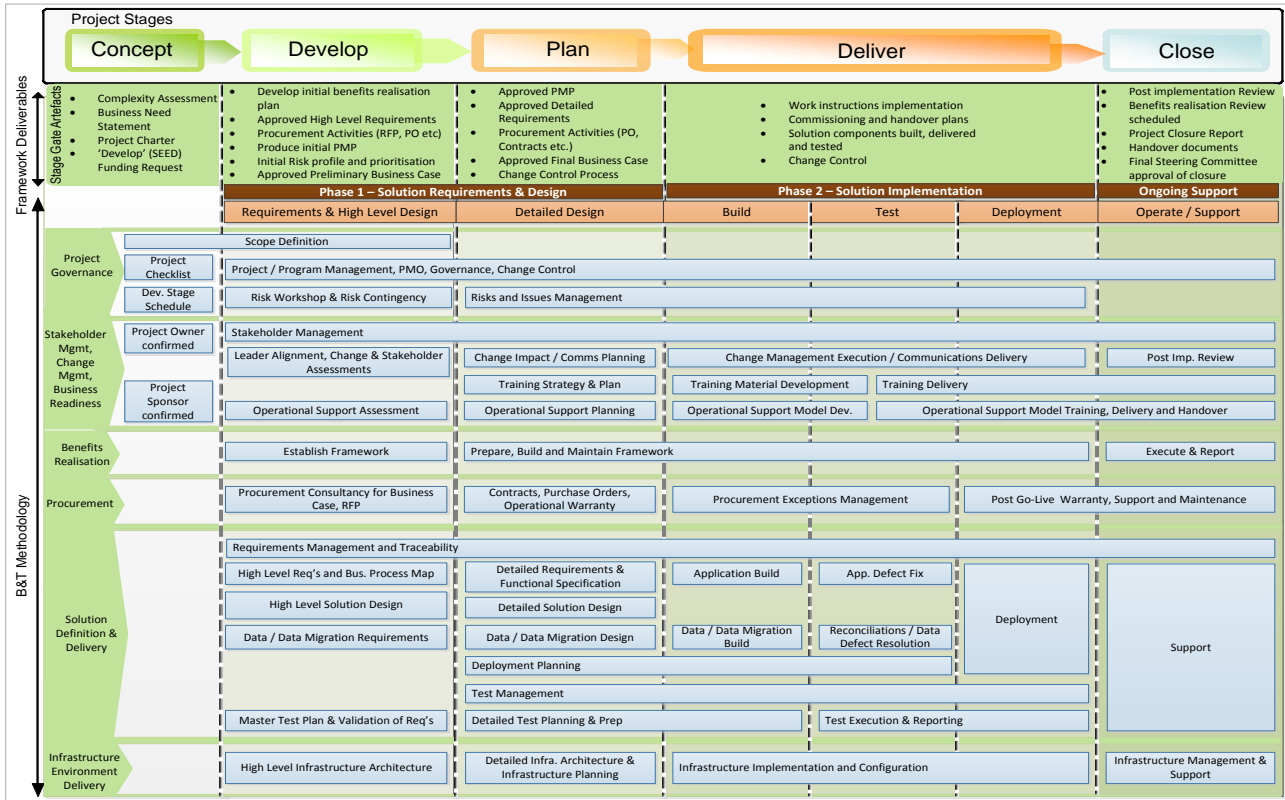 Project Stages
Concept
Develop
Plan
Deliver
Close
Framework Deliverables
Stage Gate Artefacts
• Complexity Assessment
• Business Need
Statement
• Project Charter
• 'Develop' (SEED)
Funding Request
• Develop initial benefits realisation
plan
• Approved High Level Requirements
• Procurement Activities (RFP, PO etc)
• Produce initial PMP
• Initial Risk profile and prioritisation
• Approved Preliminary Business Case
• Approved PMP
• Approved Detailed
Requirements
• Procurement Activities (PO,
Contracts etc.)
• Approved Final Business Case
• Change Control Process
• Work instructions implementation
• Commissioning and handover plans
• Solution components built, delivered
and tested
• Change Control
• Post implementation Review
• Benefits realisation Review
scheduled
• Project Closure Report
• Handover documents
• Final Steering Committee
approval of closure
Phase 1 – Solution Requirements & Design
Phase 2 – Solution Implementation
Ongoing Support
Requirements & High Level Design
Detailed Design
Build
Test
Deployment
Operate / Support
B&T Methodology
Project
Governance
Scope Definition
Project
Checklist
Project / Program Management, PMO, Governance, Change Control
Dev. Stage
Schedule
Risk Workshop & Risk Contingency
Risks and Issues Management
Stakeholder
Mgmt,
Change
Mgmt,
Business
Readiness
Project Owner
confirmed
Stakeholder Management
Leader Alignment, Change & Stakeholder
Assessments
Change Impact / Comms Planning
Change Management Execution / Communications Delivery
Post Imp. Review
Project
Sponsor
confirmed
Training Strategy & Plan
Training Material Development
Training Delivery
Operational Support Assessment
Operational Support Planning
Operational Support Model Dev.
Operational Support Model Training, Delivery and Handover
Benefits
Realisation
Establish Framework
Prepare, Build and Maintain Framework
Execute & Report
Procurement
Procurement Consultancy for Business
Case, RFP
Contracts, Purchase Orders,
Operational Warranty
Procurement Exceptions Management
Post Go-Live Warranty, Support and Maintenance
Solution
Definition &
Delivery
Requirements Management and Traceability
High Level Req's and Bus. Process Map
Detailed Requirements &
Functional Specification
Application Build
App. Defect Fix
Deployment
Support
High Level Solution Design
Detailed Solution Design
Data / Data Migration Requirements
Data / Data Migration Design
Data / Data Migration
Build
Reconciliations / Data
Defect Resolution
Deployment Planning
Test Management
Master Test Plan & Validation of Req's
Detailed Test Planning & Prep
Test Execution & Reporting
Infrastructure
Environment
Delivery
High Level Infrastructure Architecture
Detailed Infra. Architecture &
Infrastructure Planning
Infrastructure Implementation and Configuration
Infrastructure Management &
Support